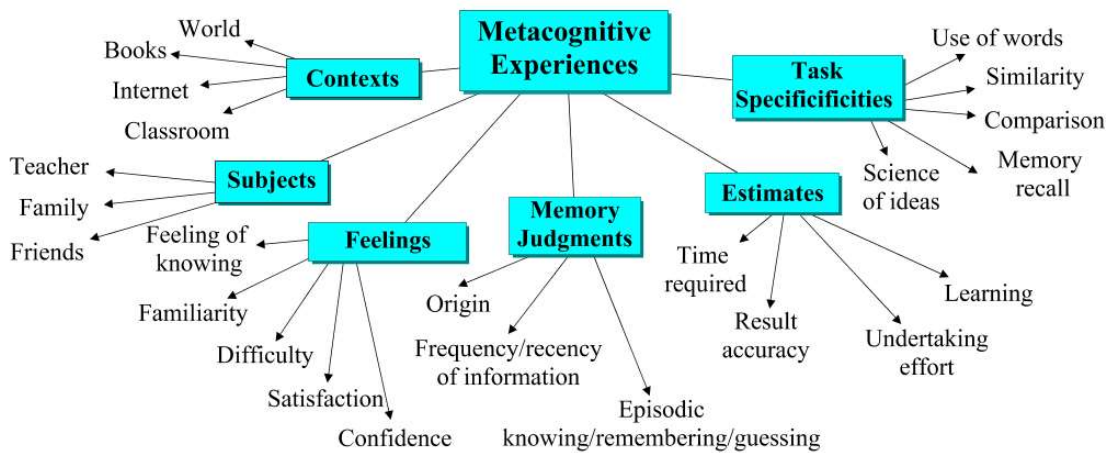 Metacognitive
Experiences
Contexts
World
Books
Internet
Classroom
Subjects
Teacher
Family
Friends
Feelings
Feeling of
knowing
Familiarity
Difficulty
Satisfaction
Confidence
Memory
Judgments
Origin
Frequency/recency
of information
Episodic
knowing/remembering/guessing
Estimates
Time
required
Result
accuracy
Undertaking
effort
Learning
Task
Specificificities
Use of words
Similarity
Comparison
Memory
recall
Science
of ideas